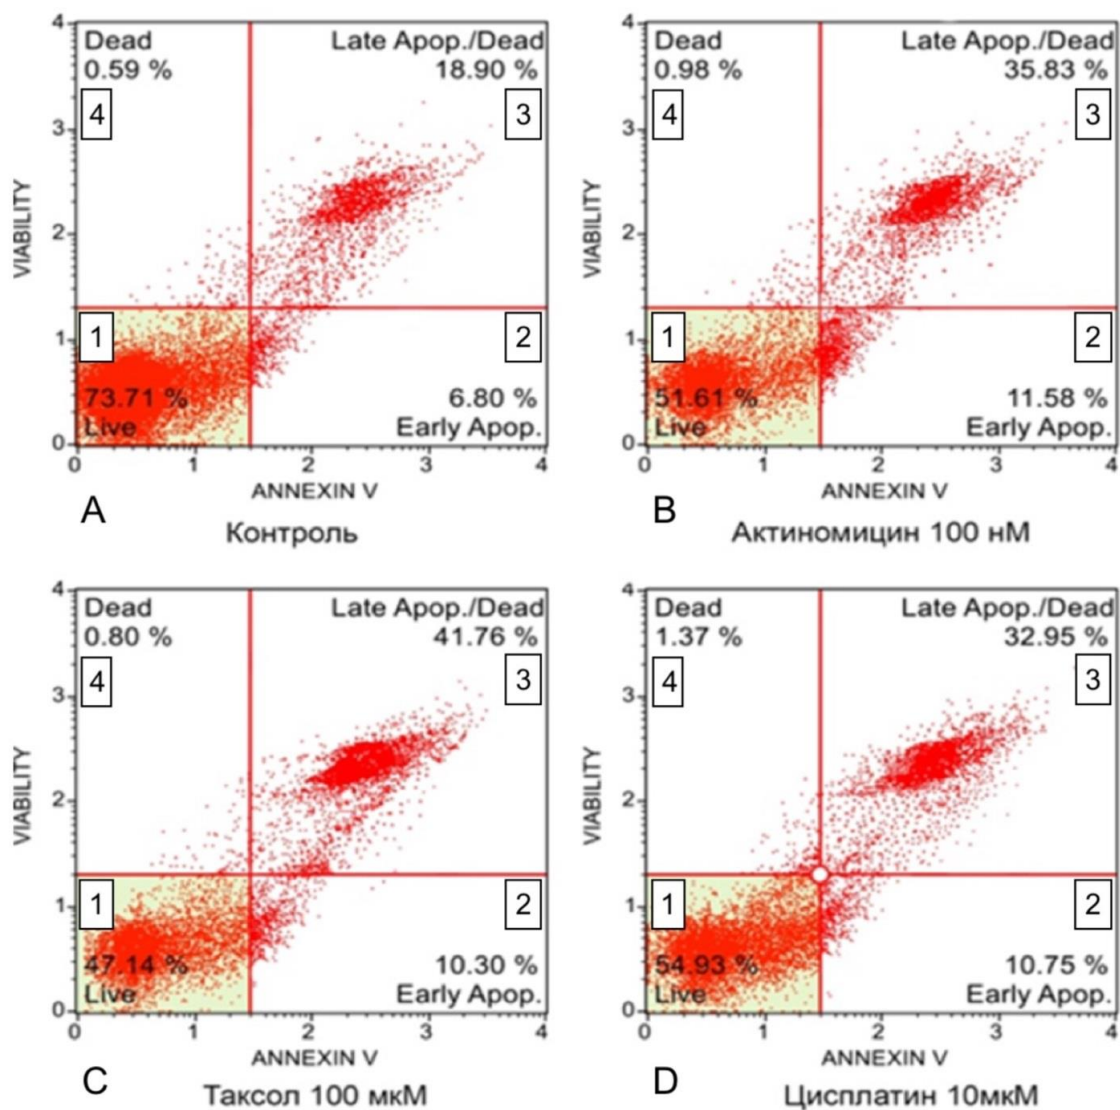 4
Dead Late Apop./Dead
0.59 % 18.90 %
4 3
3
VIABILITY
2
1
1 2
73.71 % 6.80 %
Live Early Apop.
0
0 1 2 3 4
ANNEXIN V
A
Контроль
4
Dead Late Apop./Dead
0.98 % 35.83 %
4 3
3
VIABILITY
2
1
1 2
51.61 % 11.58 %
Live Early Apop.
0
0 1 2 3 4
ANNEXIN V
B
Актиномицин 100 нМ
4
Dead Late Apop./Dead
0.80 % 41.76 %
4 3
3
VIABILITY
2
1
1 2
47.14 % 10.30 %
Live Early Apop.
0
0 1 2 3 4
ANNEXIN V
C
Таксол 100 мкМ
4
Dead Late Apop./Dead
1.37 % 32.95 %
4 3
3
VIABILITY
2
1
1 2
54.93 % 10.75 %
Live Early Apop.
0
0 1 2 3 4
ANNEXIN V
D
Цисплатин 10мкМ